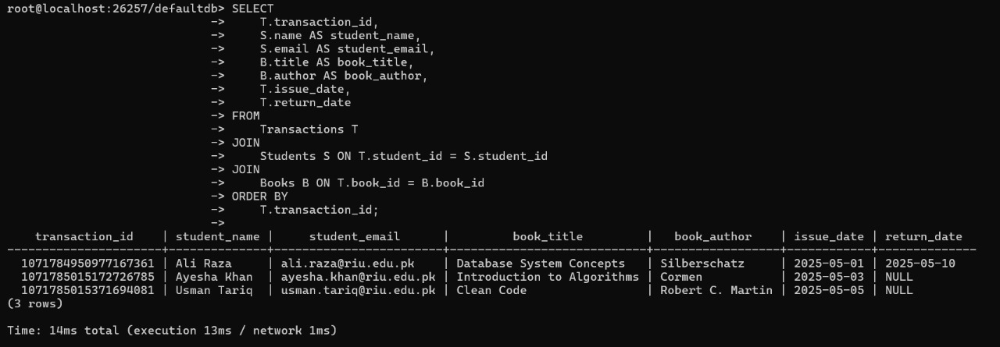 root@localhost:26257/defaultdb> SELECT
-> T.transaction_id,
-> S.name AS student_name,
-> S.email AS student_email,
-> B.title AS book_title,
-> B.author AS book_author,
-> T.issue_date,
-> T.return_date
-> FROM
-> Transactions T
-> JOIN
-> Students S ON T.student_id = S.student_id
-> JOIN
-> Books B ON T.book_id = B.book_id
-> ORDER BY
-> T.transaction_id;
->
transaction_id | student_name | student_email | book_title | book_author | issue_date | return_date
----------------------+--------------+------------------------+----------------------------+------------------+------------+--------------
1071784950977167361 | Ali Raza | ali.raza@riu.edu.pk | Database System Concepts | Silberschatz | 2025-05-01 | 2025-05-10
1071785015172726785 | Ayesha Khan | ayesha.khan@riu.edu.pk | Introduction to Algorithms | Cormen | 2025-05-03 | NULL
1071785015371694081 | Usman Tariq | usman.tariq@riu.edu.pk | Clean Code | Robert C. Martin | 2025-05-05 | NULL
(3 rows)
Time: 14ms total (execution 13ms / network 1ms)